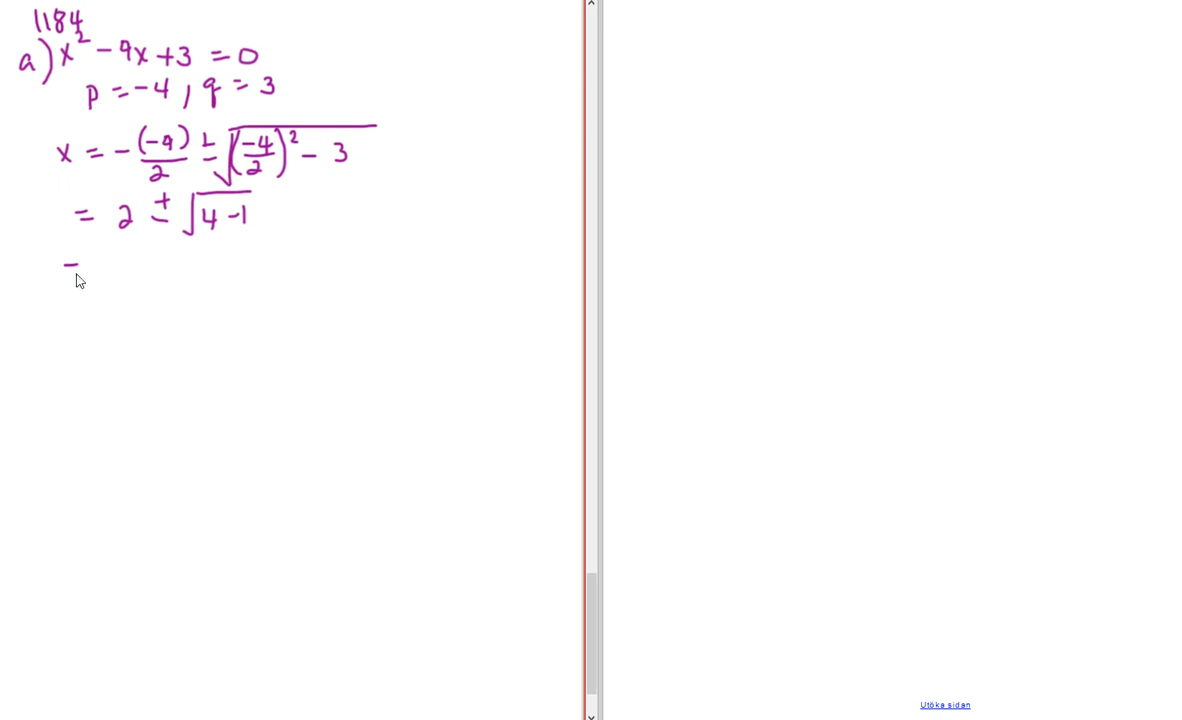 1184
a) x² - 4x + 3 = 0
p = -4, q = 3
x = -(-4)/2 ± √((-4/2)² - 3)
= 2 ± √(4 - 1)
Utöka sidan